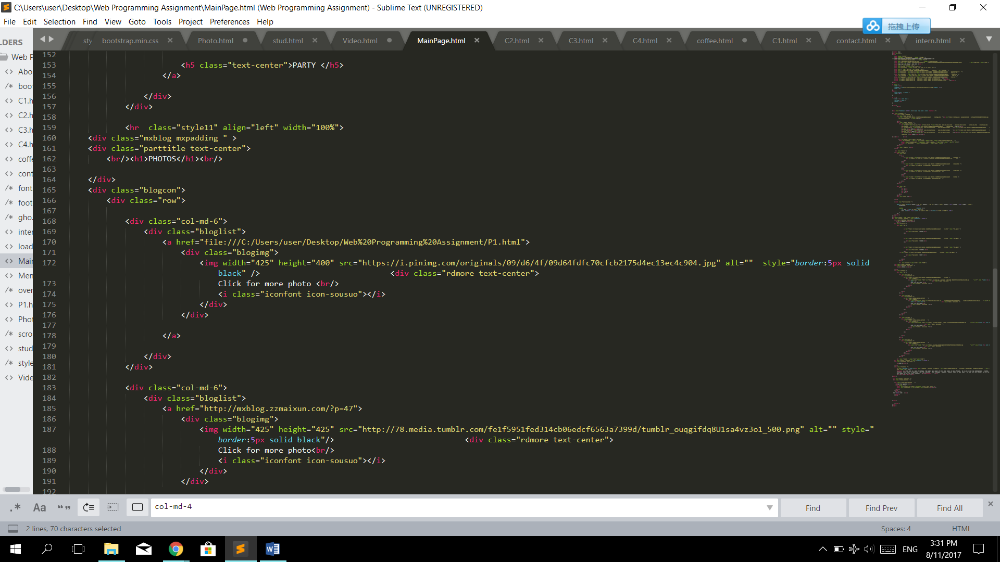 C:\Users\user\Desktop\Web Programming Assignment\MainPage.html (Web Programming Assignment) - Sublime Text (UNREGISTERED)
File Edit Selection Find View Goto Tools Project Preferences Help
拖拽上传
LDERS
sty bootstrap.min.css Photo.html stud.html Video.html MainPage.html C2.html C3.html C4.html coffee.html C1.html contact.html intern.html
Web P
<> Abo
/* boot
<> C1.h
<> C2.h
<> C3.h
<> C4.h
<> coffe
<> cont
/* font
/* foot
/* gho.
<> inter
<> load
<> Mair
<> Men
/* over
<> P1.h
<> Phot
/* scro
<> stud
/* style
<> Vide
152
153 <h5 class="text-center">PARTY </h5>
154 </a>
155
156 </div>
157 </div>
158
159 <hr  class="style11" align="left" width="100%">
160 <div class="mxblog mxpadding " >
161 <div class="parttitle text-center">
162 <br/><h1>PHOTOS</h1><br/>
163
164 </div>
165 <div class="blogcon">
166 <div class="row">
167
168 <div class="col-md-6">
169 <div class="bloglist">
170 <a href="file:///C:/Users/user/Desktop/Web%20Programming%20Assignment/P1.html">
171 <div class="blogimg">
172 <img width="425" height="400" src="https://i.pinimg.com/originals/09/d6/4f/09d64fdfc70cfcb2175d4ec13ec4c904.jpg" alt=""  style="border:5px solid
black" /> <div class="rdmore text-center">
173 Click for more photo <br/>
174 <i class="iconfont icon-sousuo"></i>
175 </div>
176 </div>
177
178 </a>
179
180 </div>
181 </div>
182
183 <div class="col-md-6">
184 <div class="bloglist">
185 <a href="http://mxblog.zzmaixun.com/?p=47">
186 <div class="blogimg">
187 <img width="425" height="425" src="http://78.media.tumblr.com/fe1f5951fed314cb06edcf6563a7399d/tumblr_ouqgifdq8U1sa4vz3o1_500.png" alt="" style="
border:5px solid black"/> <div class="rdmore text-center">
188 Click for more photo<br/>
189 <i class="iconfont icon-sousuo"></i>
190 </div>
191 </div>
192
.* Aa “” col-md-4 Find Find Prev Find All
2 lines, 70 characters selected Spaces: 4 HTML
ENG 3:31 PM
8/11/2017